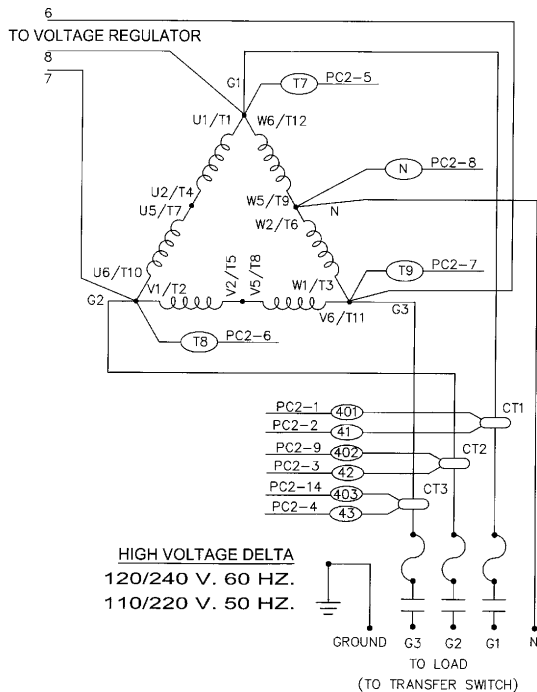 6
TO VOLTAGE REGULATOR
8
7
G1
T7 PC2-5
U1/T1 W6/T12
N PC2-8
U2/T4 W5/T9
U5/T7 W2/T6 N
T9 PC2-7
U6/T10 V2/T5 V5/T8 W1/T3
G2 V1/T2 V6/T11 G3
T8 PC2-6
PC2-1 401 CT1
PC2-2 41
PC2-9 402 CT2
PC2-3 42
PC2-14 403 CT3
PC2-4 43
HIGH VOLTAGE DELTA
120/240 V. 60 HZ.
110/220 V. 50 HZ.
GROUND G3 G2 G1 N
TO LOAD
(TO TRANSFER SWITCH)